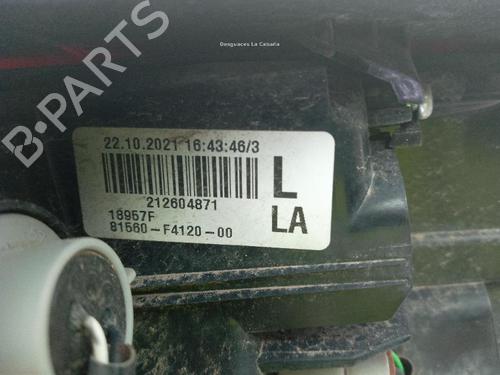 Desguaces La Cabaña
B-PARTS
22.10.2021 16:43:46/3
212604871
L
18957F
LA
81560-F4120-00